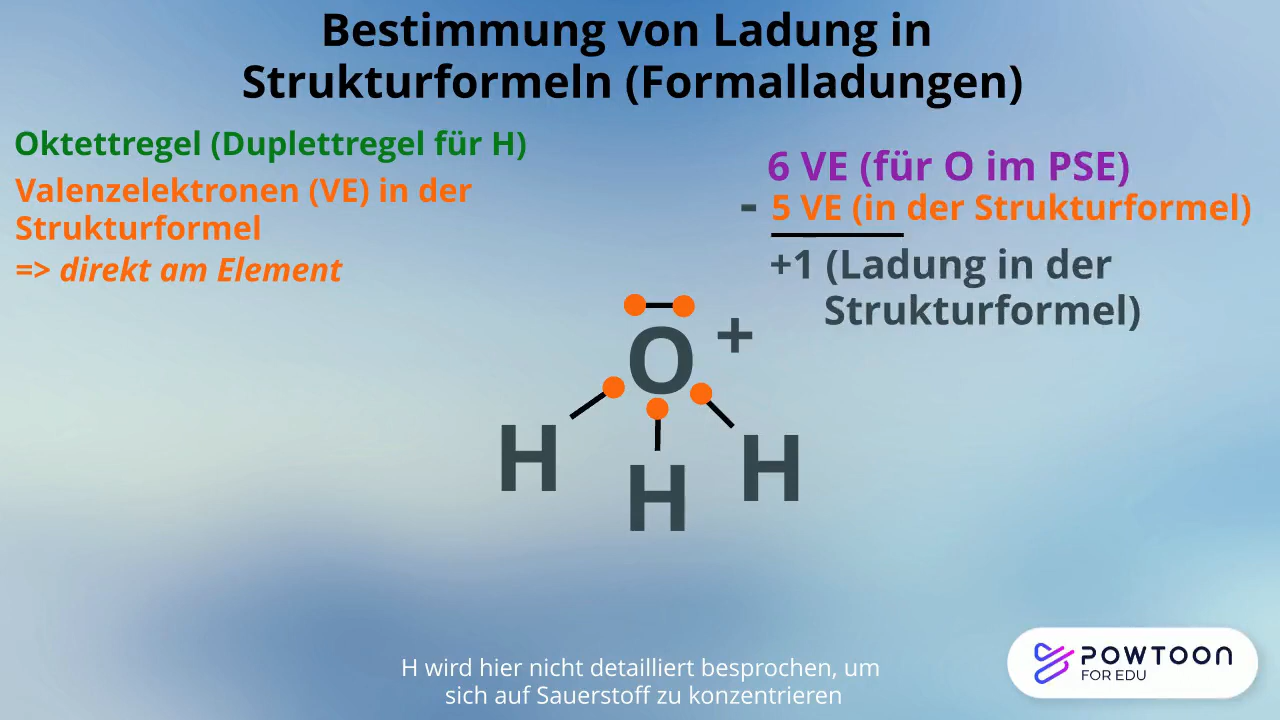 Bestimmung von Ladung in
Strukturformeln (Formalladungen)
Oktettregel (Duplettregel für H)
Valenzelektronen (VE) in der
Strukturformel
=> direkt am Element
6 VE (für O im PSE)
- 5 VE (in der Strukturformel)
+1 (Ladung in der
Strukturformel)
O +
H H H
H wird hier nicht detailliert besprochen, um
sich auf Sauerstoff zu konzentrieren
POWTOON
FOR EDU